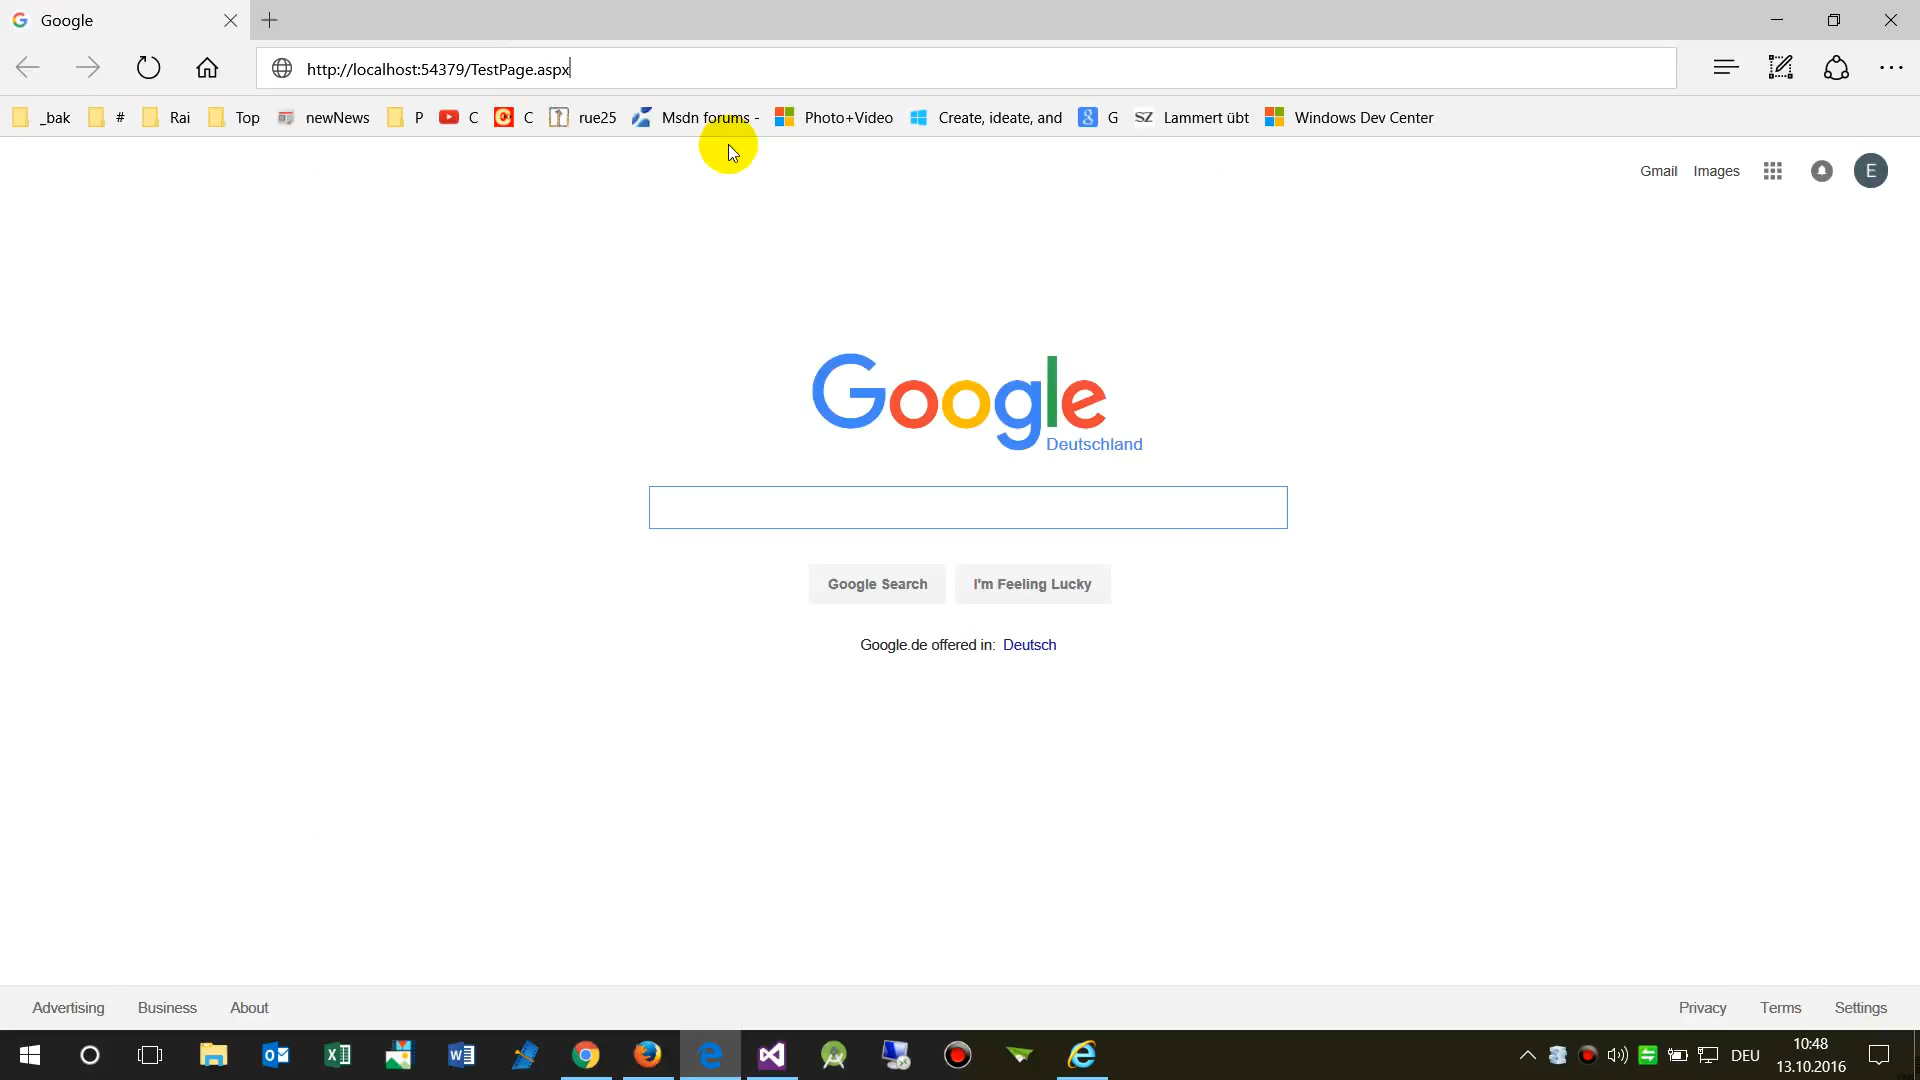 Google
http://localhost:54379/TestPage.aspx
_bak # Rai Top newNews P C C rue25 Msdn forums - Photo+Video Create, ideate, and G SZ Lammert übt Windows Dev Center
Gmail Images E
Google
Deutschland
Google Search I'm Feeling Lucky
Google.de offered in: Deutsch
Advertising Business About Privacy Terms Settings
DEU 10:48
13.10.2016